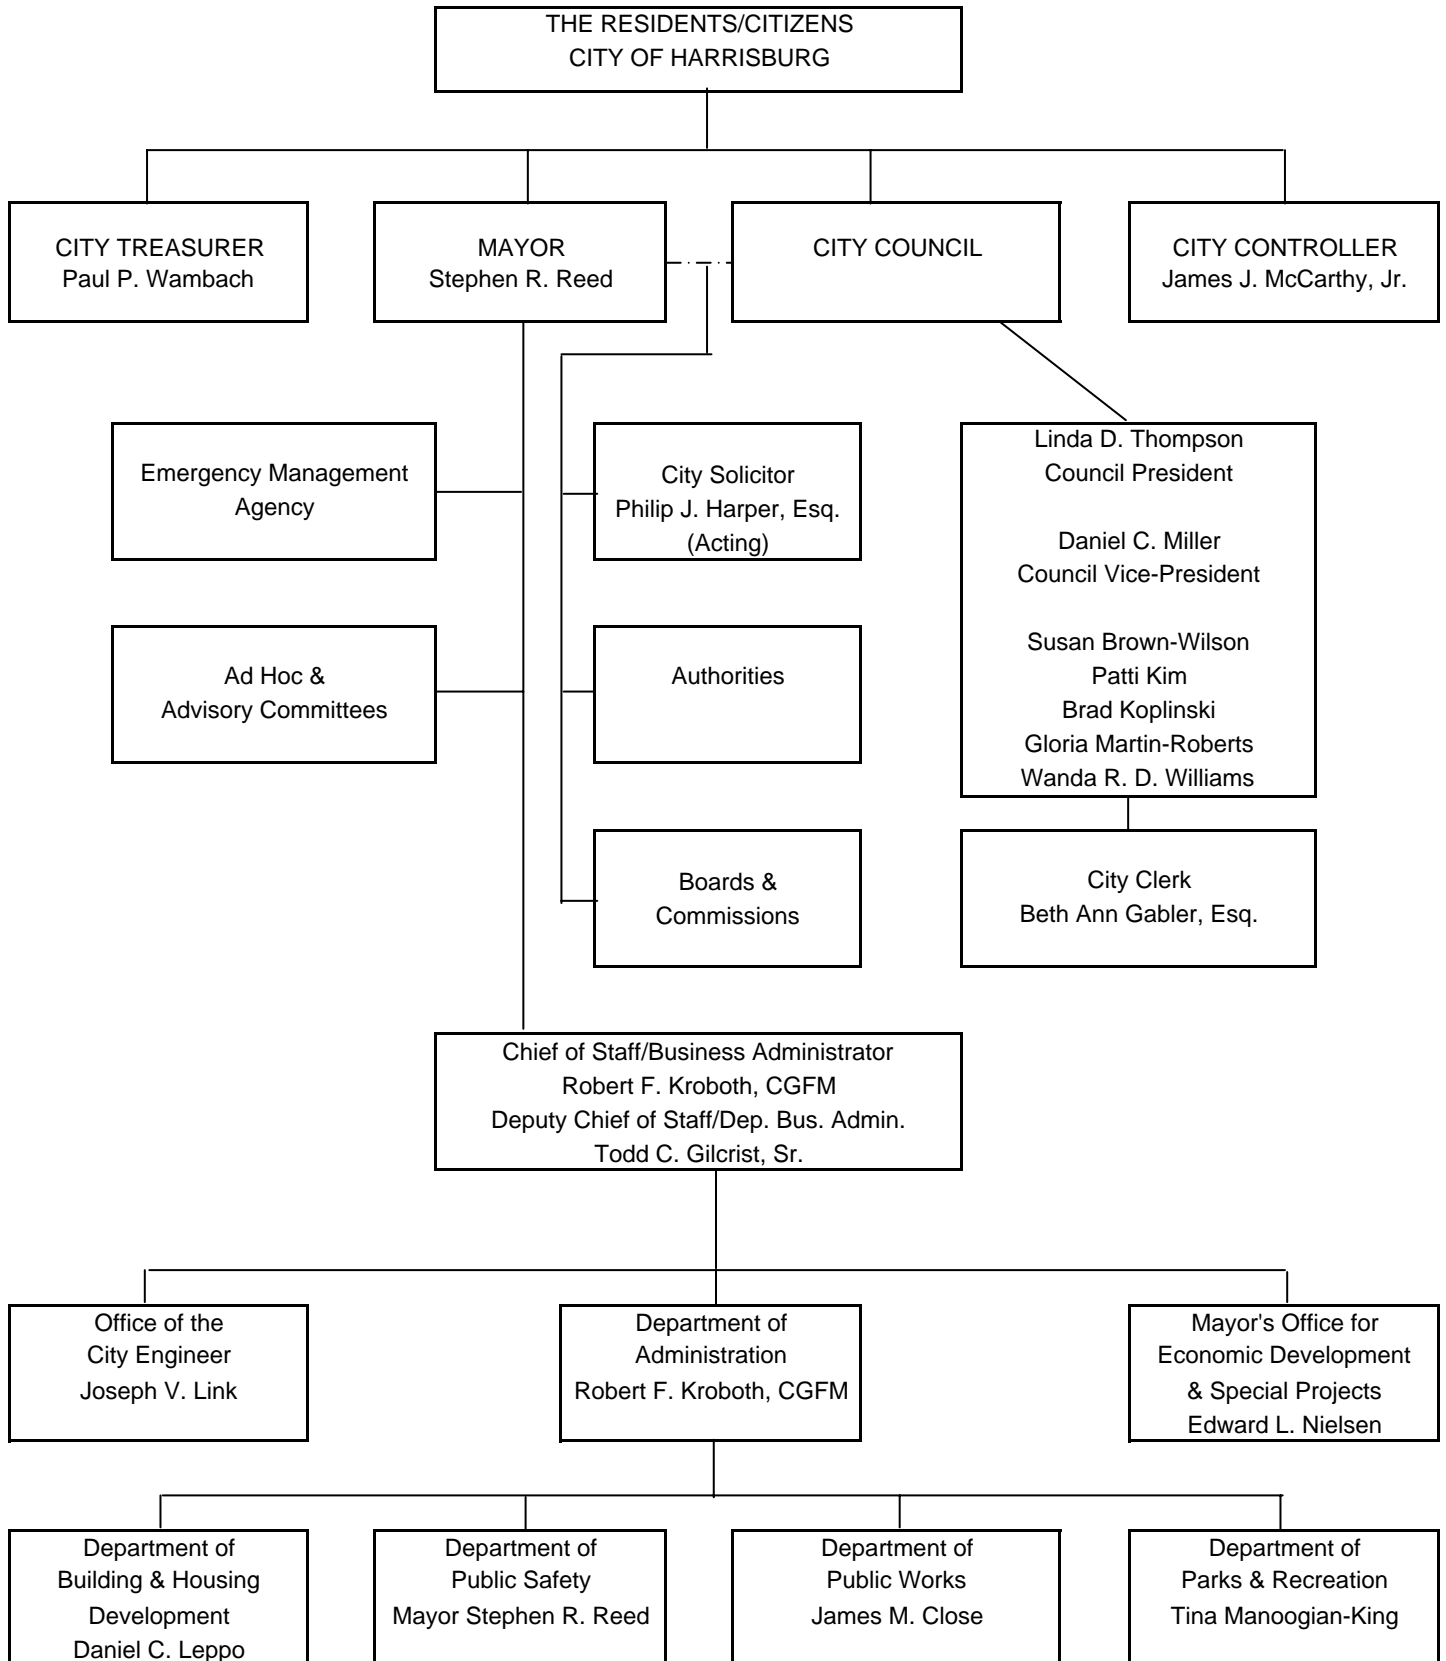 THE RESIDENTS/CITIZENS
CITY OF HARRISBURG
CITY TREASURER
Paul P. Wambach
MAYOR
Stephen R. Reed
CITY COUNCIL
CITY CONTROLLER
James J. McCarthy, Jr.
Emergency Management
Agency
City Solicitor
Philip J. Harper, Esq.
(Acting)
Linda D. Thompson
Council President
Daniel C. Miller
Council Vice-President
Susan Brown-Wilson
Patti Kim
Brad Koplinski
Gloria Martin-Roberts
Wanda R. D. Williams
Ad Hoc &
Advisory Committees
Authorities
Boards &
Commissions
City Clerk
Beth Ann Gabler, Esq.
Chief of Staff/Business Administrator
Robert F. Kroboth, CGFM
Deputy Chief of Staff/Dep. Bus. Admin.
Todd C. Gilcrist, Sr.
Office of the
City Engineer
Joseph V. Link
Department of
Administration
Robert F. Kroboth, CGFM
Mayor's Office for
Economic Development
& Special Projects
Edward L. Nielsen
Department of
Building & Housing
Development
Daniel C. Leppo
Department of
Public Safety
Mayor Stephen R. Reed
Department of
Public Works
James M. Close
Department of
Parks & Recreation
Tina Manoogian-King